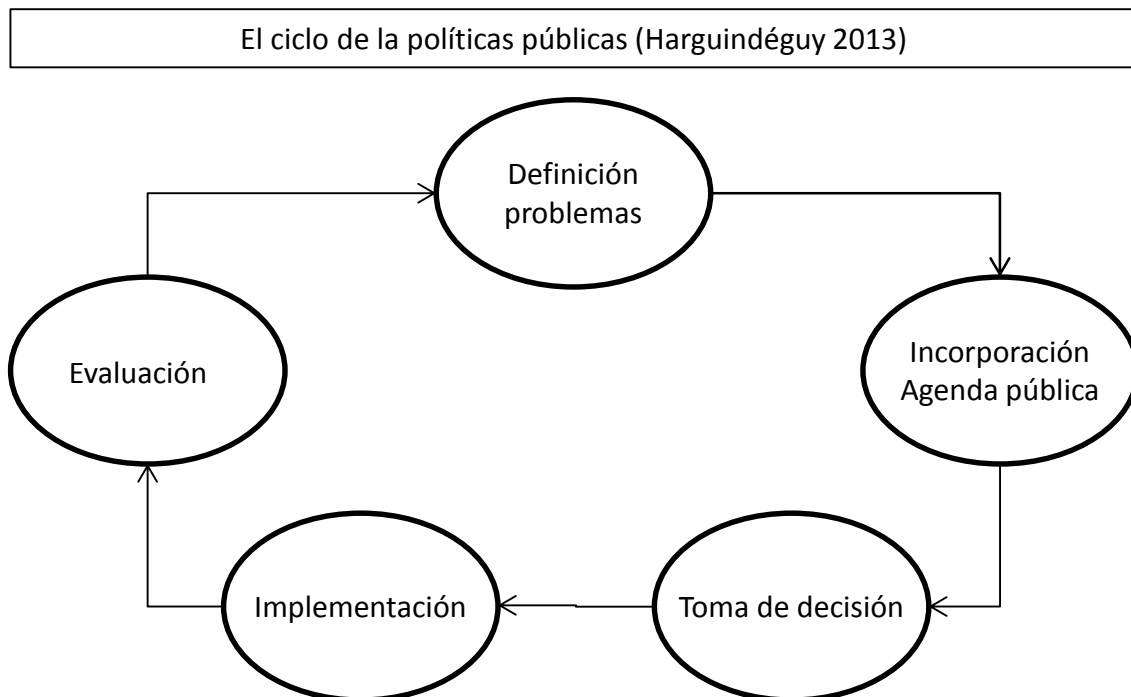 El ciclo de la políticas públicas (Harguindéguy 2013)
Definición
problemas
Incorporación
Agenda pública
Toma de decisión
Implementación
Evaluación